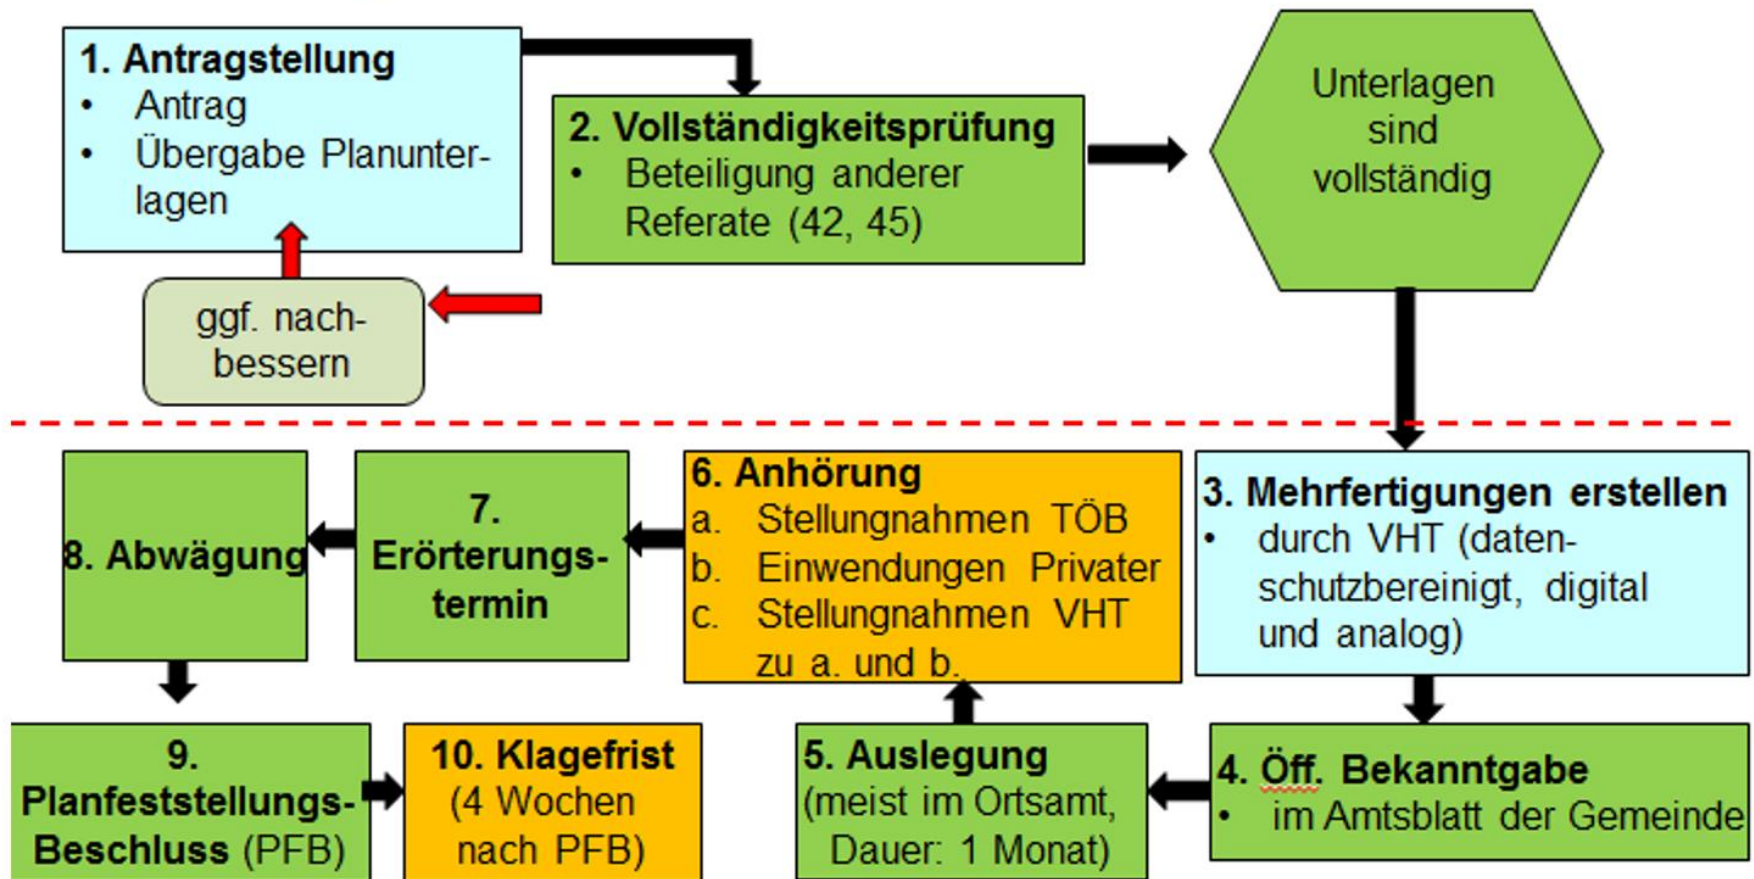 1. Antragstellung
• Antrag
• Übergabe Planunter-
lagen
2. Vollständigkeitsprüfung
• Beteiligung anderer
Referate (42, 45)
Unterlagen
sind
vollständig
ggf. nach-
bessern
3. Mehrfertigungen erstellen
• durch VHT (daten-
schutzbereinigt, digital
und analog)
4. Öff. Bekanntgabe
• im Amtsblatt der Gemeinde
5. Auslegung
(meist im Ortsamt,
Dauer: 1 Monat)
6. Anhörung
a. Stellungnahmen TÖB
b. Einwendungen Privater
c. Stellungnahmen VHT
zu a. und b.
7.
Erörterungs-
termin
8. Abwägung
9.
Planfeststellungs-
Beschluss (PFB)
10. Klagefrist
(4 Wochen
nach PFB)